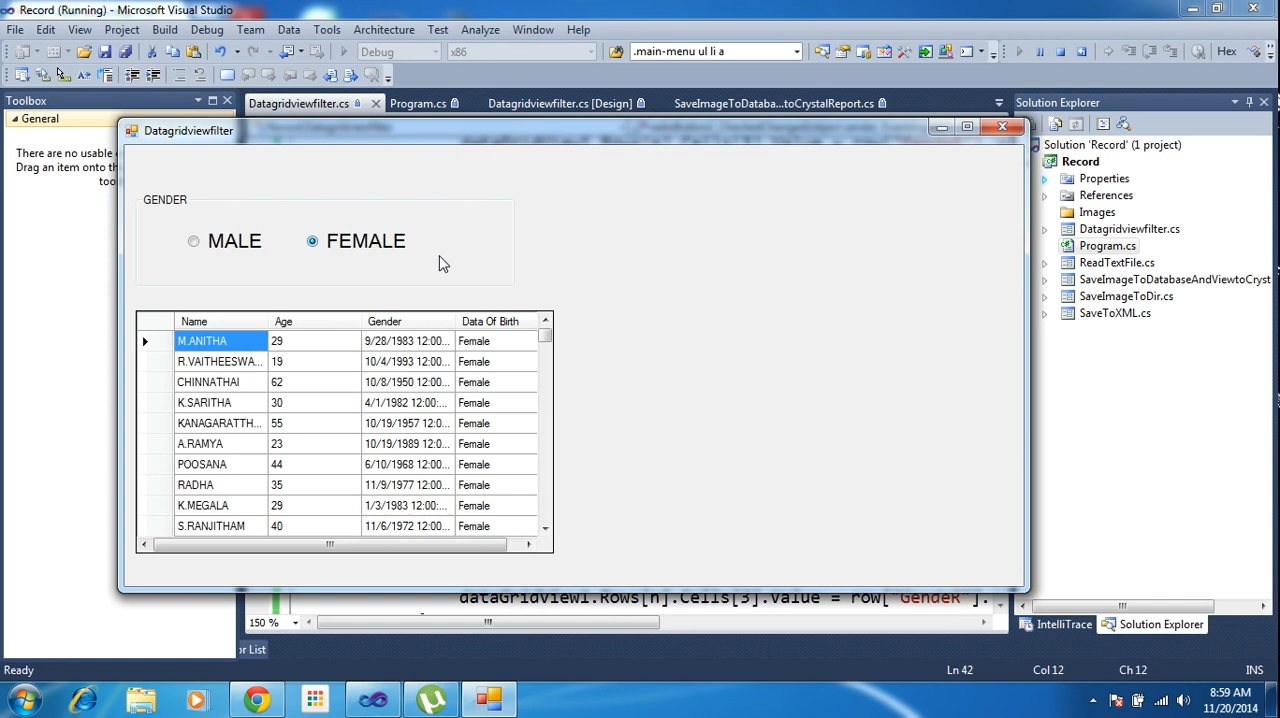 Record (Running) - Microsoft Visual Studio
File Edit View Project Build Debug Team Data Tools Architecture Test Analyze Window Help
Debug x86 .main-menu ul li a Hex
Toolbox Datagridviewfilter.cs Program.cs Datagridviewfilter.cs [Design] SaveImageToDataba...toCrystalReport.cs Solution Explorer
General
There are no usable
Drag an item onto th
too
Datagridviewfilter
GENDER
MALE FEMALE
Name Age Gender Data Of Birth
M.ANITHA 29 9/28/1983 12:00... Female
R.VAITHEESWA... 19 10/4/1993 12:00... Female
CHINNATHAI 62 10/8/1950 12:00... Female
K.SARITHA 30 4/1/1982 12:00:... Female
KANAGARATTH... 55 10/19/1957 12:0... Female
A.RAMYA 23 10/19/1989 12:0... Female
POOSANA 44 6/10/1968 12:00... Female
RADHA 35 11/9/1977 12:00... Female
K.MEGALA 29 1/3/1983 12:00:... Female
S.RANJITHAM 40 11/6/1972 12:00... Female
Solution 'Record' (1 project)
Record
Properties
References
Images
Datagridviewfilter.cs
Program.cs
ReadTextFile.cs
SaveImageToDatabaseAndViewtoCryst
SaveImageToDir.cs
SaveToXML.cs
dataGridView1.Rows[n].Cells[3].Value = row["GendeR"].
150 %
IntelliTrace Solution Explorer
or List
Ready Ln 42 Col 12 Ch 12 INS
8:59 AM
11/20/2014